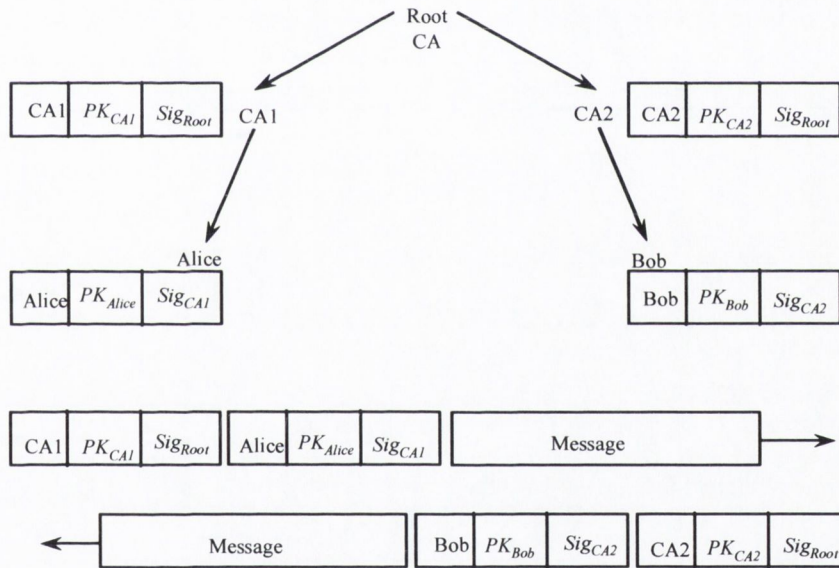 Root
CA
CA1 PK_CA1 Sig_Root CA1 CA2 CA2 PK_CA2 Sig_Root
Alice Bob
Alice PK_Alice Sig_CA1 Bob PK_Bob Sig_CA2
CA1 PK_CA1 Sig_Root Alice PK_Alice Sig_CA1 Message
Message Bob PK_Bob Sig_CA2 CA2 PK_CA2 Sig_Root